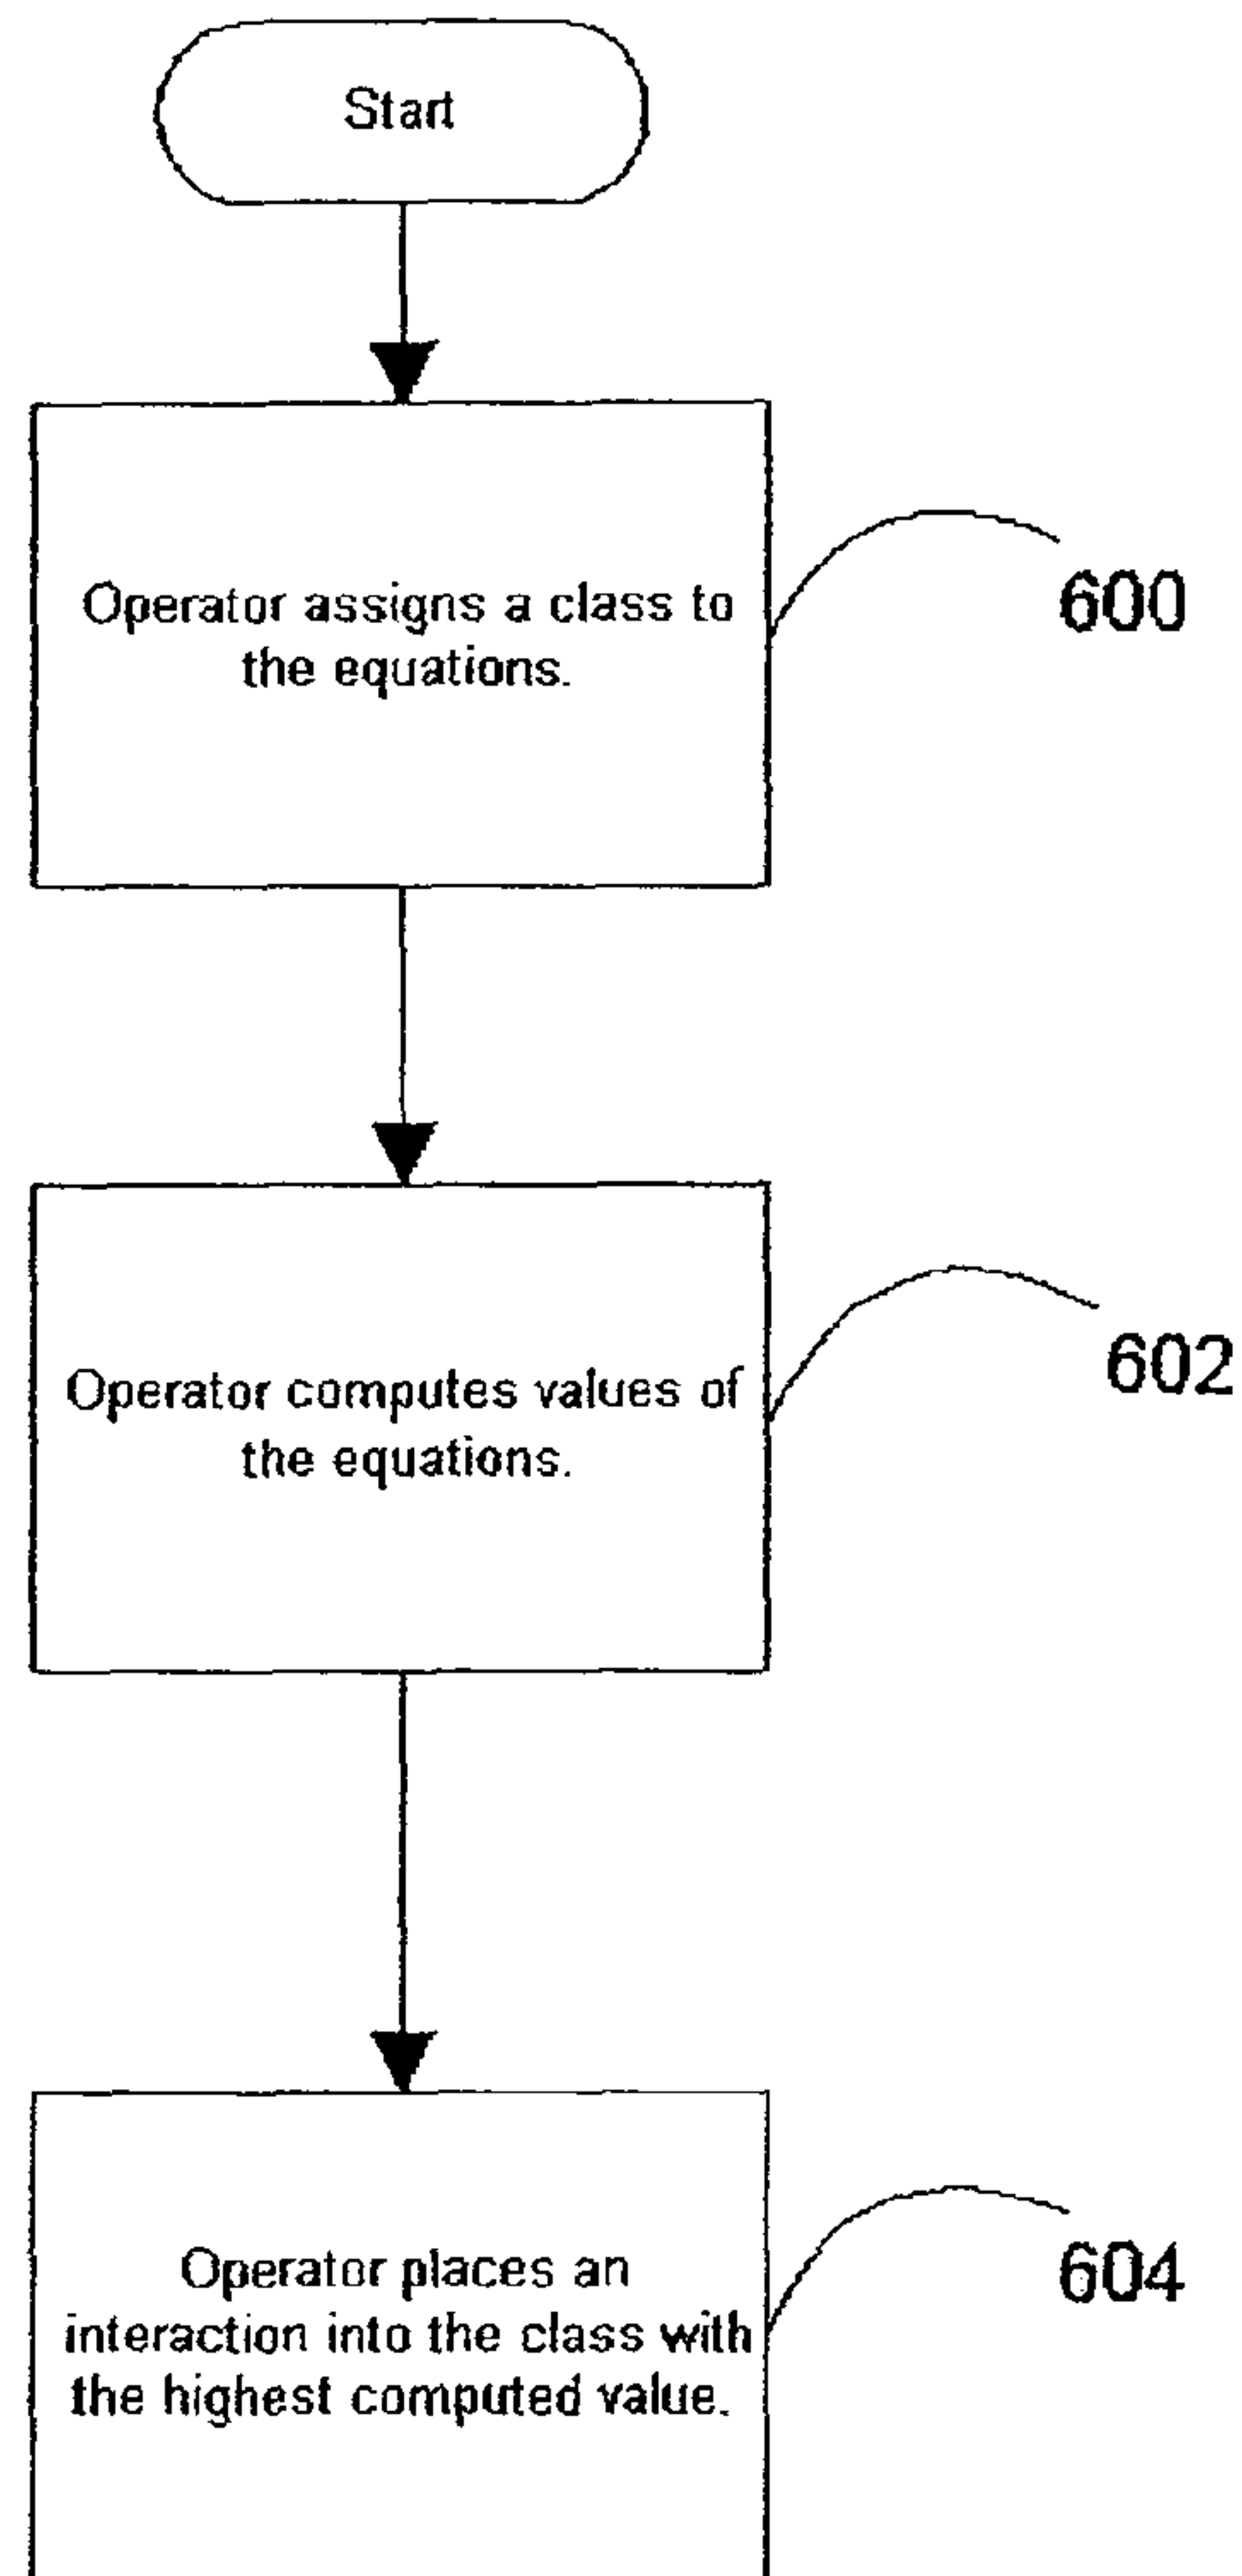 Start
Operator assigns a class to
the equations.
600
Operator computes values of
the equations.
602
Operator places an
interaction into the class with
the highest computed value.
604